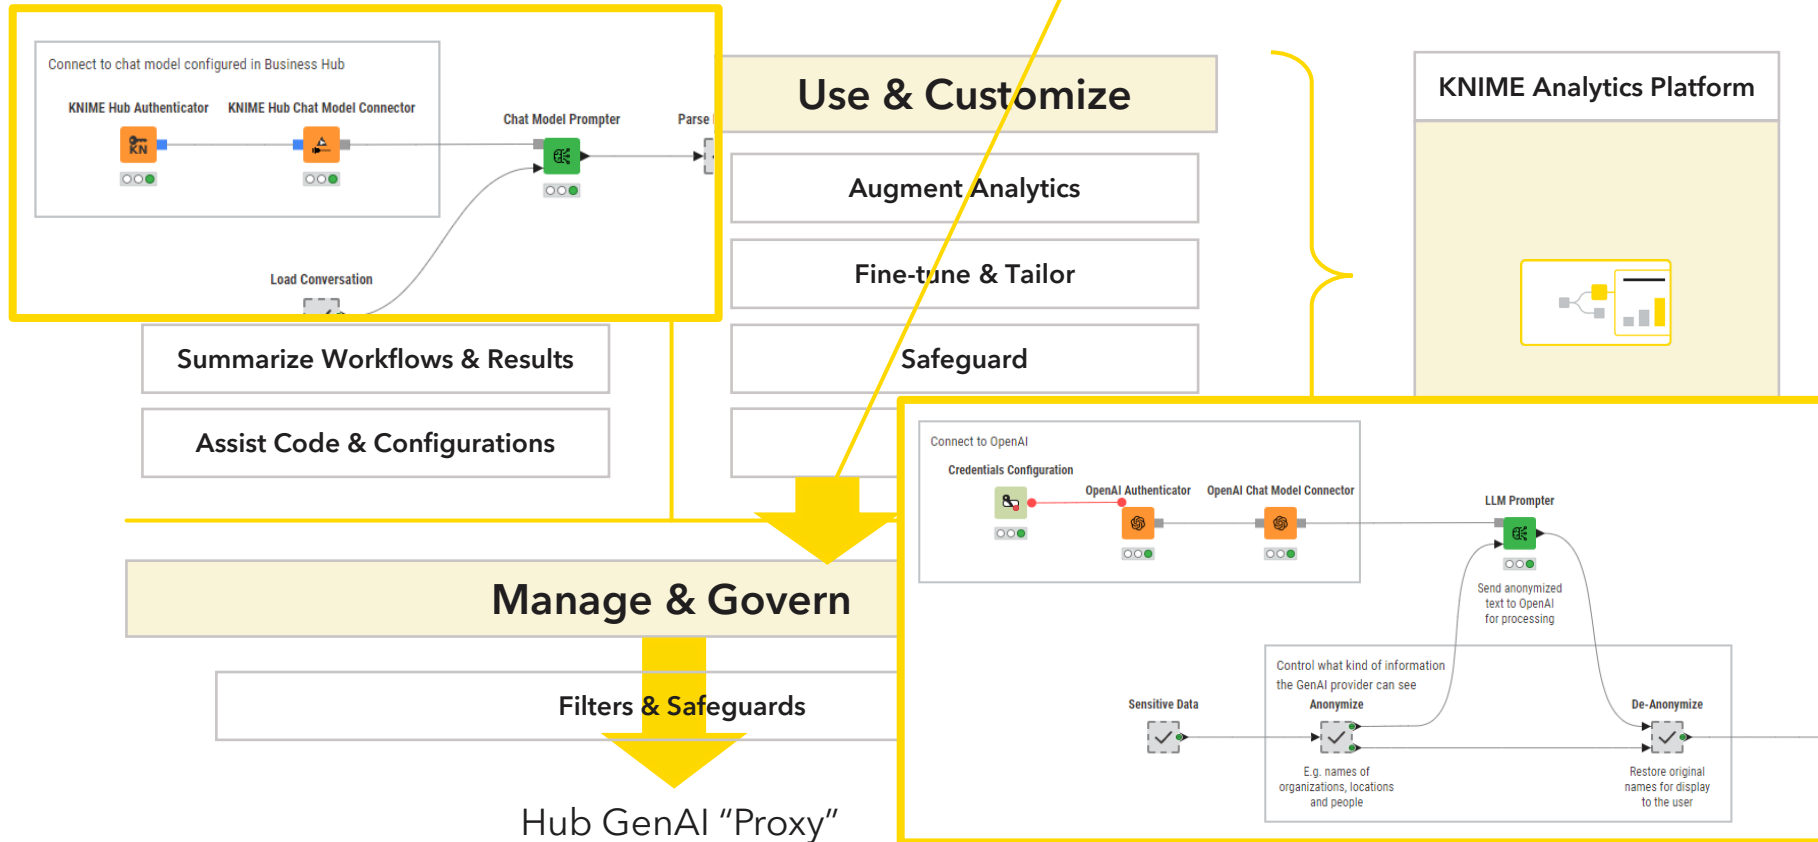 Connect to chat model configured in Business Hub
KNIME Hub Authenticator
KNIME Hub Chat Model Connector
KN
Chat Model Prompter
Parse
Load Conversation
Use & Customize
Augment Analytics
Fine-tune & Tailor
Safeguard
KNIME Analytics Platform
Summarize Workflows & Results
Assist Code & Configurations
Manage & Govern
Filters & Safeguards
Hub GenAI “Proxy”
Connect to OpenAI
Credentials Configuration
OpenAI Authenticator
OpenAI Chat Model Connector
LLM Prompter
Send anonymized
text to OpenAI
for processing
Control what kind of information
the GenAI provider can see
Sensitive Data
Anonymize
De-Anonymize
E.g. names of
organizations, locations
and people
Restore original
names for display
to the user